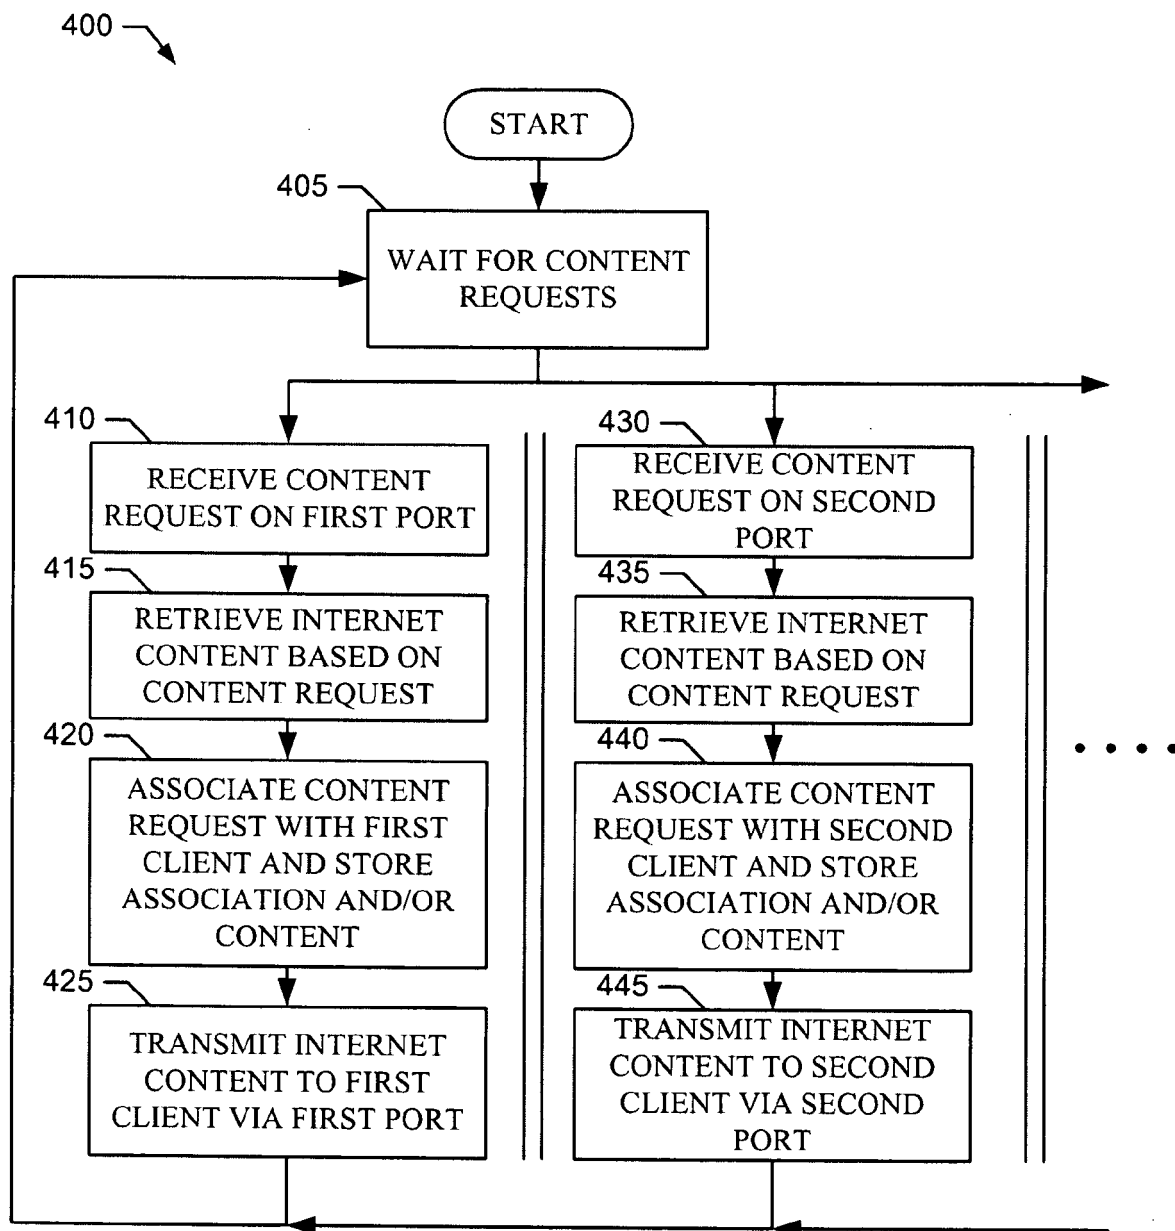 400
START
405
WAIT FOR CONTENT
REQUESTS
410
RECEIVE CONTENT
REQUEST ON FIRST PORT
415
RETRIEVE INTERNET
CONTENT BASED ON
CONTENT REQUEST
420
ASSOCIATE CONTENT
REQUEST WITH FIRST
CLIENT AND STORE
ASSOCIATION AND/OR
CONTENT
425
TRANSMIT INTERNET
CONTENT TO FIRST
CLIENT VIA FIRST PORT
430
RECEIVE CONTENT
REQUEST ON SECOND
PORT
435
RETRIEVE INTERNET
CONTENT BASED ON
CONTENT REQUEST
440
ASSOCIATE CONTENT
REQUEST WITH SECOND
CLIENT AND STORE
ASSOCIATION AND/OR
CONTENT
445
TRANSMIT INTERNET
CONTENT TO SECOND
CLIENT VIA SECOND
PORT